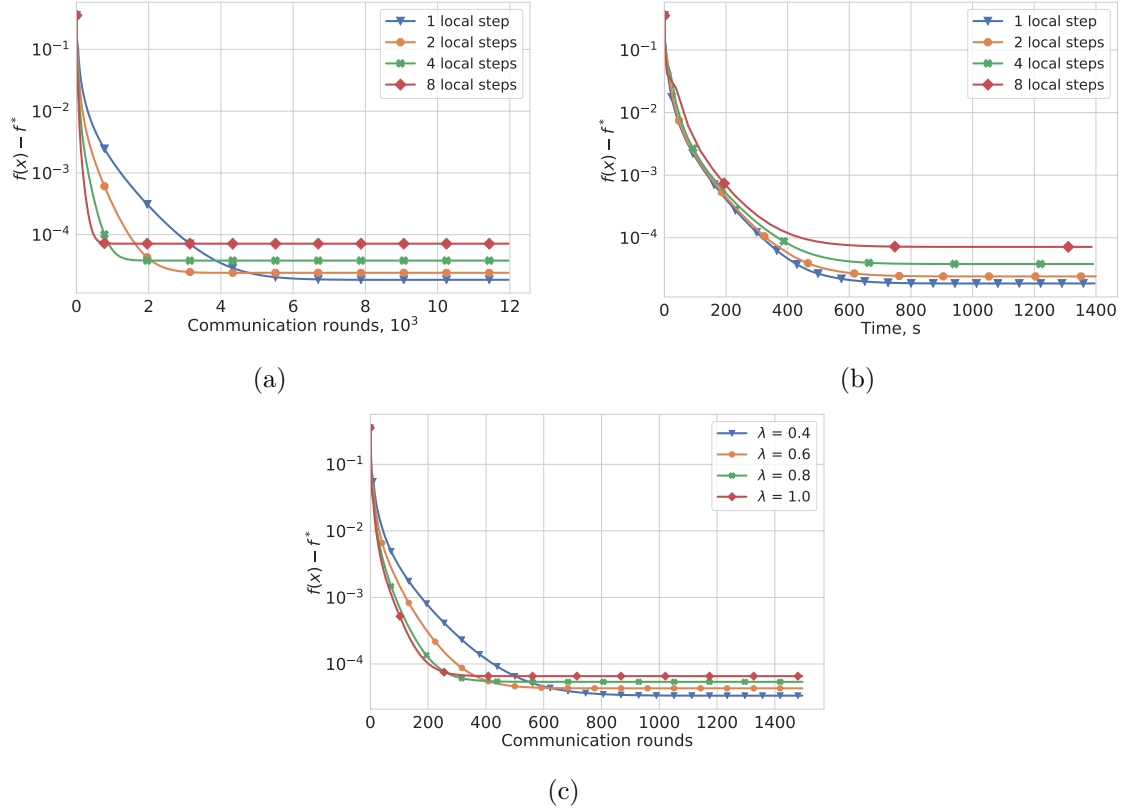 1 local step
2 local steps
4 local steps
8 local steps
10⁻¹
10⁻²
10⁻³
10⁻⁴
f(x) − f*
0 2 4 6 8 10 12
Communication rounds, 10³
(a)
1 local step
2 local steps
4 local steps
8 local steps
10⁻¹
10⁻²
10⁻³
10⁻⁴
f(x) − f*
0 200 400 600 800 1000 1200 1400
Time, s
(b)
λ = 0.4
λ = 0.6
λ = 0.8
λ = 1.0
10⁻¹
10⁻²
10⁻³
10⁻⁴
f(x) − f*
0 200 400 600 800 1000 1200 1400
Communication rounds
(c)